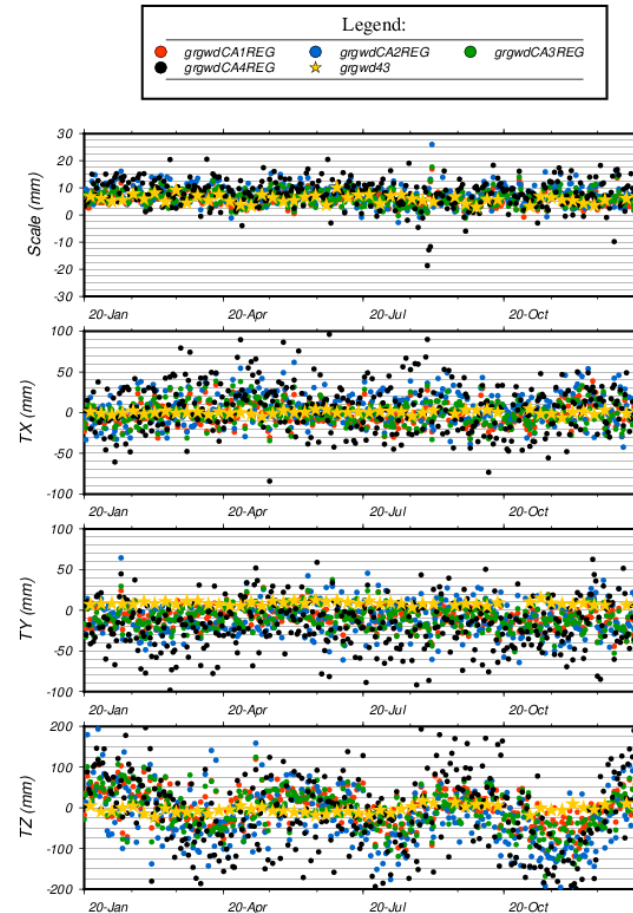 Legend:
grgwdCA1REG grgwdCA2REG grgwdCA3REG
grgwdCA4REG grgwd43
30
20
10
0
-10
-20
-30
Scale (mm)
20-Jan 20-Apr 20-Jul 20-Oct
100
50
0
-50
-100
TX (mm)
20-Jan 20-Apr 20-Jul 20-Oct
100
50
0
-50
-100
TY (mm)
20-Jan 20-Apr 20-Jul 20-Oct
200
100
0
-100
-200
TZ (mm)
20-Jan 20-Apr 20-Jul 20-Oct